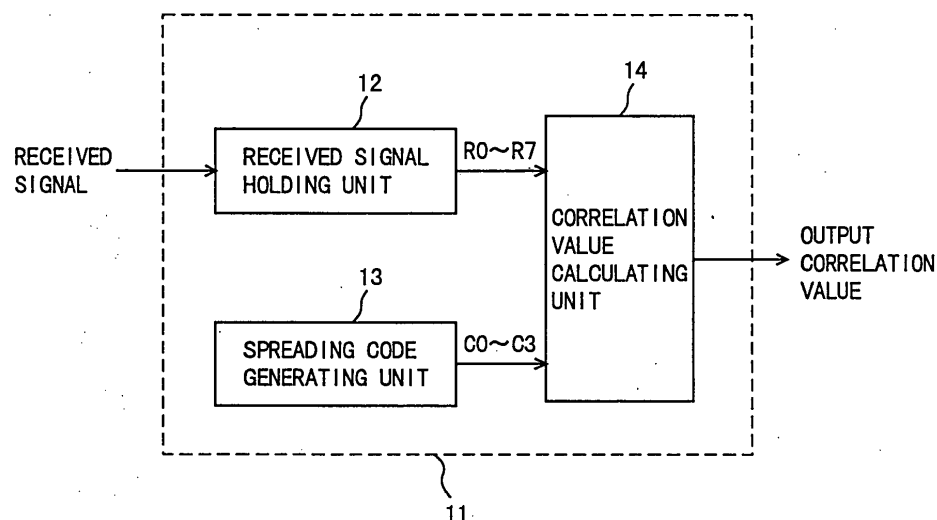 12
14
RECEIVED
SIGNAL
RECEIVED SIGNAL
HOLDING UNIT
R0～R7
CORRELATION
VALUE
CALCULATING
UNIT
OUTPUT
CORRELATION
VALUE
13
SPREADING CODE
GENERATING UNIT
C0～C3
11